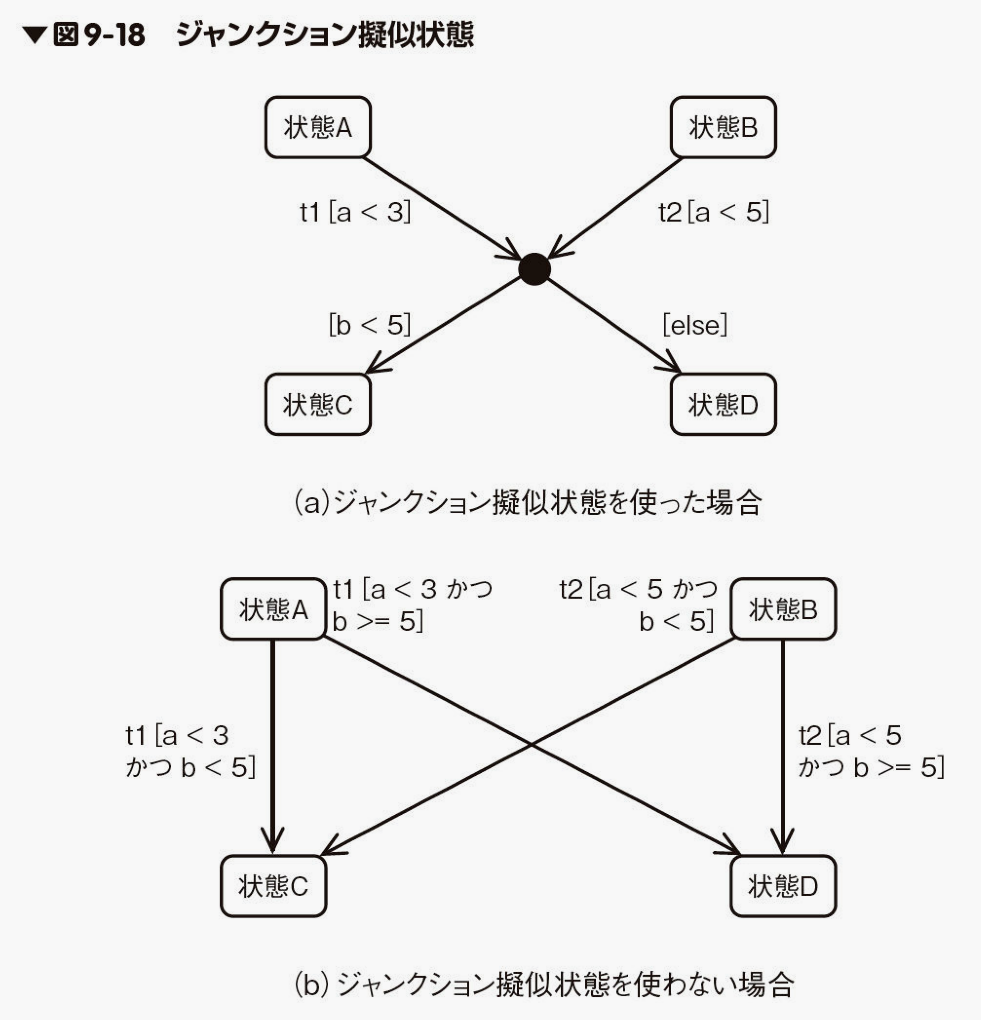 ▼図9-18 ジャンクション擬似状態
状態A
状態B
t1[a < 3]
t2[a < 5]
[b < 5]
[else]
状態C
状態D
(a)ジャンクション擬似状態を使った場合
状態A
t1[a < 3 かつ
b >= 5]
t2[a < 5 かつ
b < 5]
状態B
t1[a < 3
かつ b < 5]
t2[a < 5
かつ b >= 5]
状態C
状態D
(b)ジャンクション擬似状態を使わない場合